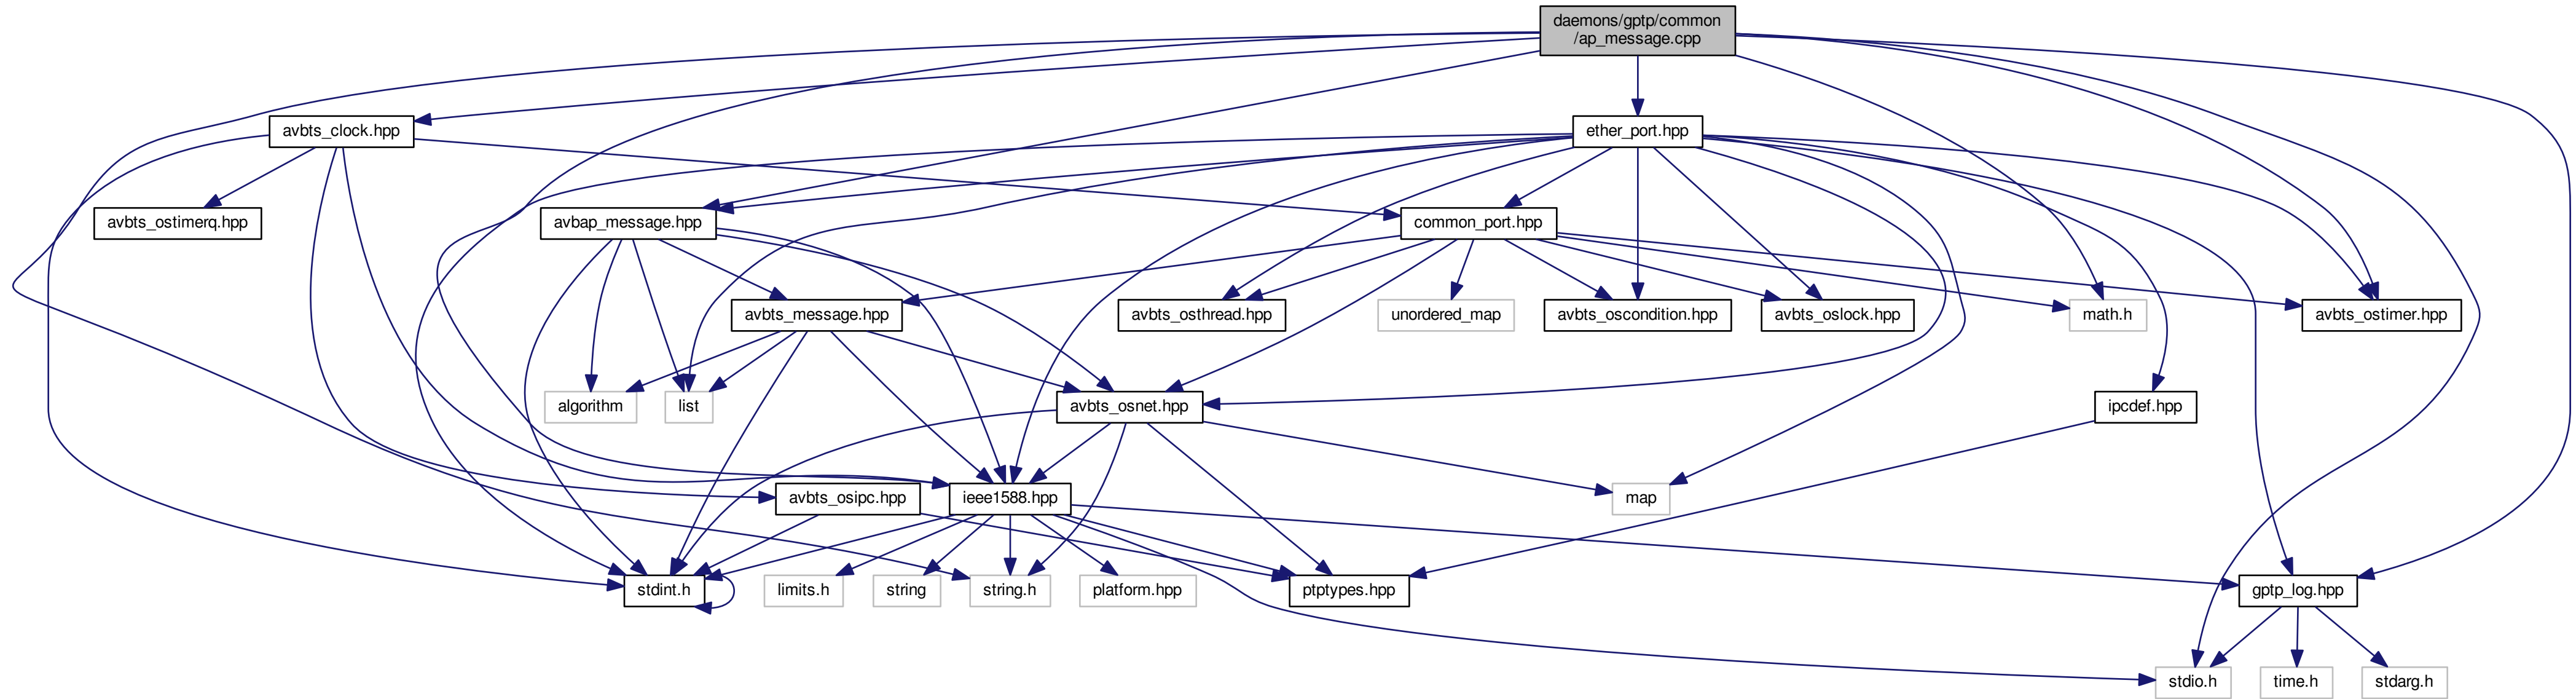 daemons/gptp/common
/ap_message.cpp
avbts_clock.hpp
ether_port.hpp
avbts_ostimerq.hpp
avbap_message.hpp
common_port.hpp
avbts_message.hpp
avbts_osthread.hpp
unordered_map
avbts_oscondition.hpp
avbts_oslock.hpp
math.h
avbts_ostimer.hpp
algorithm
list
avbts_osnet.hpp
ipcdef.hpp
avbts_osipc.hpp
ieee1588.hpp
map
stdint.h
limits.h
string
string.h
platform.hpp
ptptypes.hpp
gptp_log.hpp
stdio.h
time.h
stdarg.h